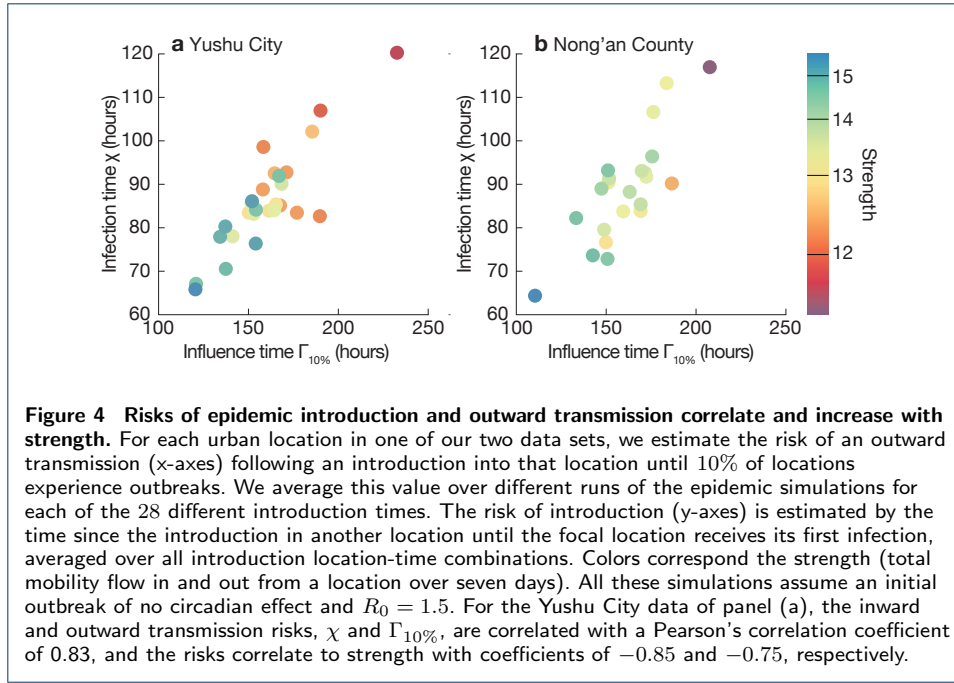 a Yushu City
b Nong'an County
120
110
100
90
80
70
60
Infection time χ (hours)
100 150 200 250
Influence time Γ10% (hours)
120
110
100
90
80
70
60
Infection time χ (hours)
100 150 200 250
Influence time Γ10% (hours)
15
14
13
12
Strength
Figure 4 Risks of epidemic introduction and outward transmission correlate and increase with
strength. For each urban location in one of our two data sets, we estimate the risk of an outward
transmission (x-axes) following an introduction into that location until 10% of locations
experience outbreaks. We average this value over different runs of the epidemic simulations for
each of the 28 different introduction times. The risk of introduction (y-axes) is estimated by the
time since the introduction in another location until the focal location receives its first infection,
averaged over all introduction location-time combinations. Colors correspond the strength (total
mobility flow in and out from a location over seven days). All these simulations assume an initial
outbreak of no circadian effect and R0 = 1.5. For the Yushu City data of panel (a), the inward
and outward transmission risks, χ and Γ10%, are correlated with a Pearson's correlation coefficient
of 0.83, and the risks correlate to strength with coefficients of −0.85 and −0.75, respectively.